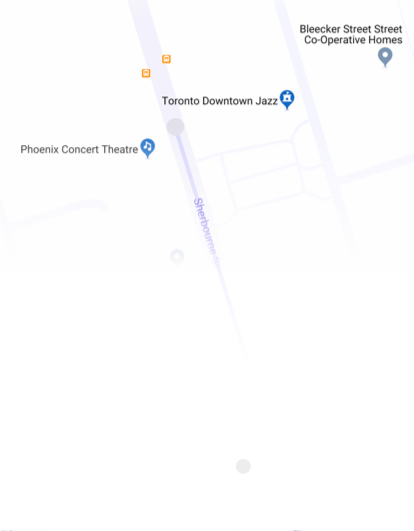 Bleecker Street Street
Co-Operative Homes
Toronto Downtown Jazz
Phoenix Concert Theatre
Sherbourne